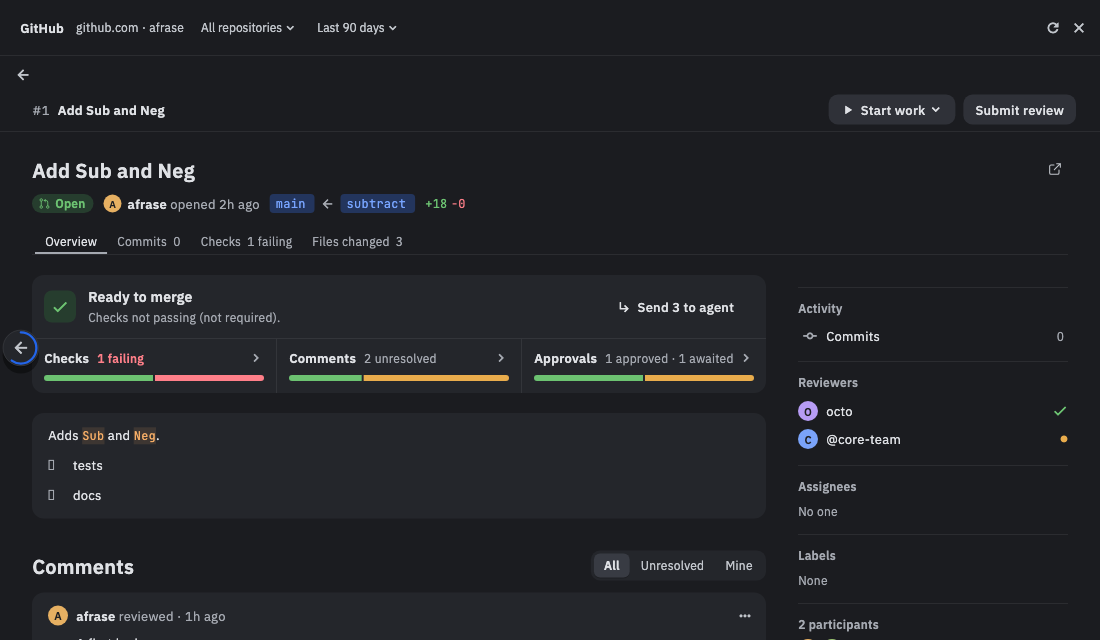 GitHub github.com · afrase All repositories Last 90 days
#1 Add Sub and Neg
Start work
Submit review
Add Sub and Neg
Open A afrase opened 2h ago main ← subtract +18 -0
Overview Commits 0 Checks 1 failing Files changed 3
Ready to merge
Checks not passing (not required).
Send 3 to agent
Checks 1 failing
Comments 2 unresolved
Approvals 1 approved · 1 awaited
Adds Sub and Neg.
tests
docs
Comments
All Unresolved Mine
A afrase reviewed · 1h ago
Activity
Commits 0
Reviewers
O octo
C @core-team
Assignees
No one
Labels
None
2 participants